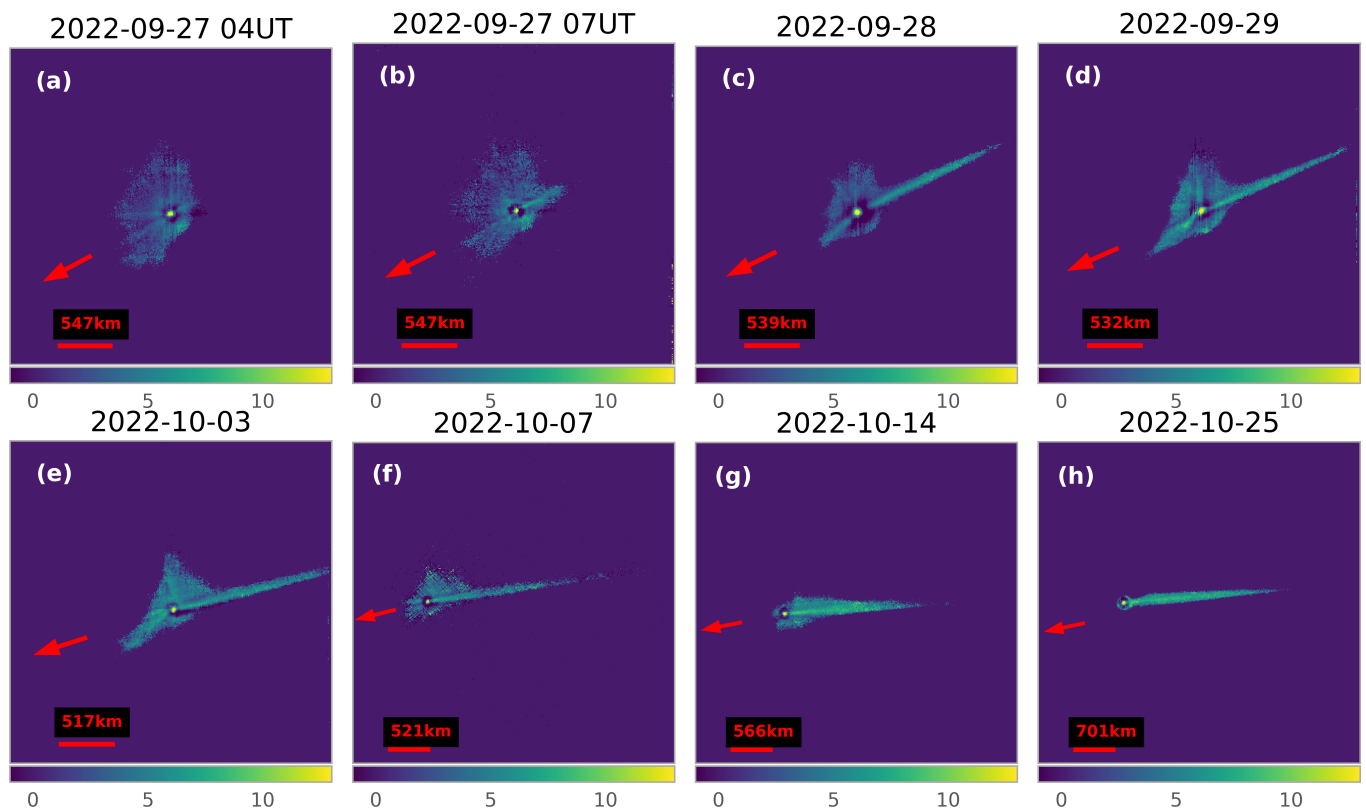 2022-09-27 04UT
2022-09-27 07UT
2022-09-28
2022-09-29
(a)
(b)
(c)
(d)
547km
547km
539km
532km
0 5 10
0 5 10
0 5 10
0 5 10
2022-10-03
2022-10-07
2022-10-14
2022-10-25
(e)
(f)
(g)
(h)
517km
521km
566km
701km
0 5 10
0 5 10
0 5 10
0 5 10